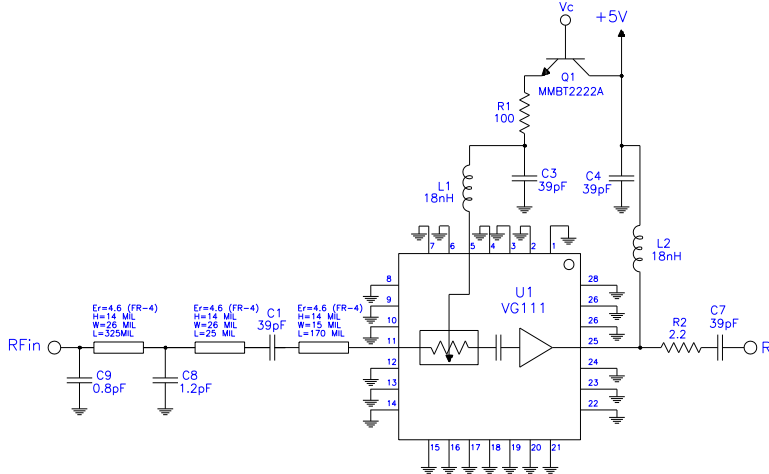 Vc
+5V
Q1
MMBT2222A
R1
100
C3
39pF
C4
39pF
L1
18nH
L2
18nH
7
6
5
4
3
2
1
U1
VG111
8
9
10
11
12
13
14
28
26
26
25
24
23
22
15
16
17
18
19
20
21
RFin
Er=4.6 (FR-4)
H=14 MIL
W=26 MIL
L=325MIL
Er=4.6 (FR-4)
H=14 MIL
W=26 MIL
L=25 MIL
C1
39pF
Er=4.6 (FR-4)
H=14 MIL
W=15 MIL
L=170 MIL
C9
0.8pF
C8
1.2pF
R2
2.2
C7
39pF
R